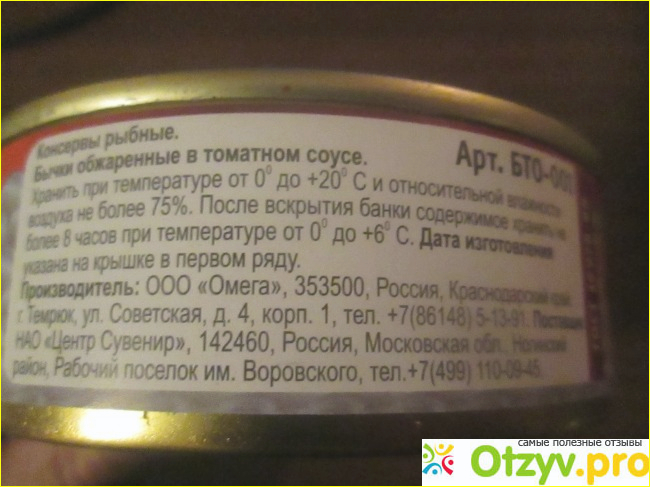 Консервы рыбные.
Бычки обжаренные в томатном соусе.
Арт. БТО-001
Хранить при температуре от 0° до +20° С и относительной влажности
воздуха не более 75%. После вскрытия банки содержимое хранить не
более 8 часов при температуре от 0° до +6° С. Дата изготовления
указана на крышке в первом ряду.
Производитель: ООО «Омега», 353500, Россия, Краснодарский край
г. Темрюк, ул. Советская, д. 4, корп. 1, тел. +7(86148) 5-13-91. Поставщик
НАО «Центр Сувенир», 142460, Россия, Московская обл., Ногинский
район, Рабочий поселок им. Воровского, тел.+7(499) 110-09-45
самые полезные отзывы
Otzyv.pro